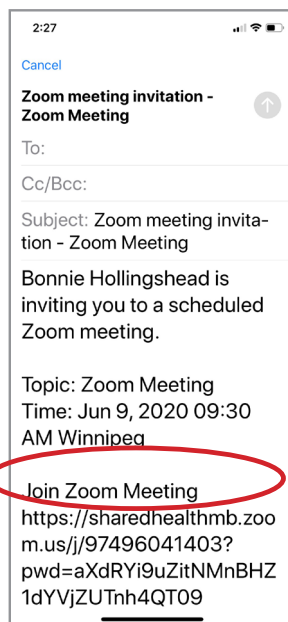 2:27
Cancel
Zoom meeting invitation -
Zoom Meeting
To:
Cc/Bcc:
Subject: Zoom meeting invita-
tion - Zoom Meeting
Bonnie Hollingshead is
inviting you to a scheduled
Zoom meeting.
Topic: Zoom Meeting
Time: Jun 9, 2020 09:30
AM Winnipeg
Join Zoom Meeting
https://sharedhealthmb.zoo
m.us/j/97496041403?
pwd=aXdRYi9uZitNMnBHZ
1dYVjZUTnh4QT09